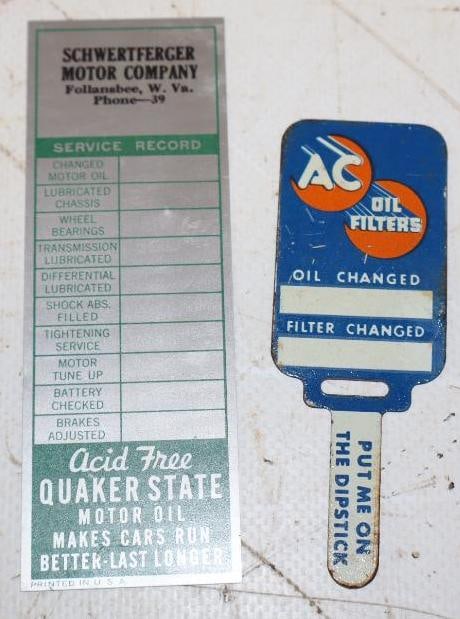 SCHWERTFERGER
MOTOR COMPANY
Follansbee, W. Va.
Phone—39
SERVICE RECORD
CHANGED
MOTOR OIL
LUBRICATED
CHASSIS
WHEEL
BEARINGS
TRANSMISSION
LUBRICATED
DIFFERENTIAL
LUBRICATED
SHOCK ABS.
FILLED
TIGHTENING
SERVICE
MOTOR
TUNE UP
BATTERY
CHECKED
BRAKES
ADJUSTED
Acid Free
QUAKER STATE
MOTOR OIL
MAKES CARS RUN
BETTER-LAST LONGER
PRINTED IN U.S.A.
AC
OIL
FILTERS
OIL CHANGED
FILTER CHANGED
PUT ME ON
THE DIPSTICK